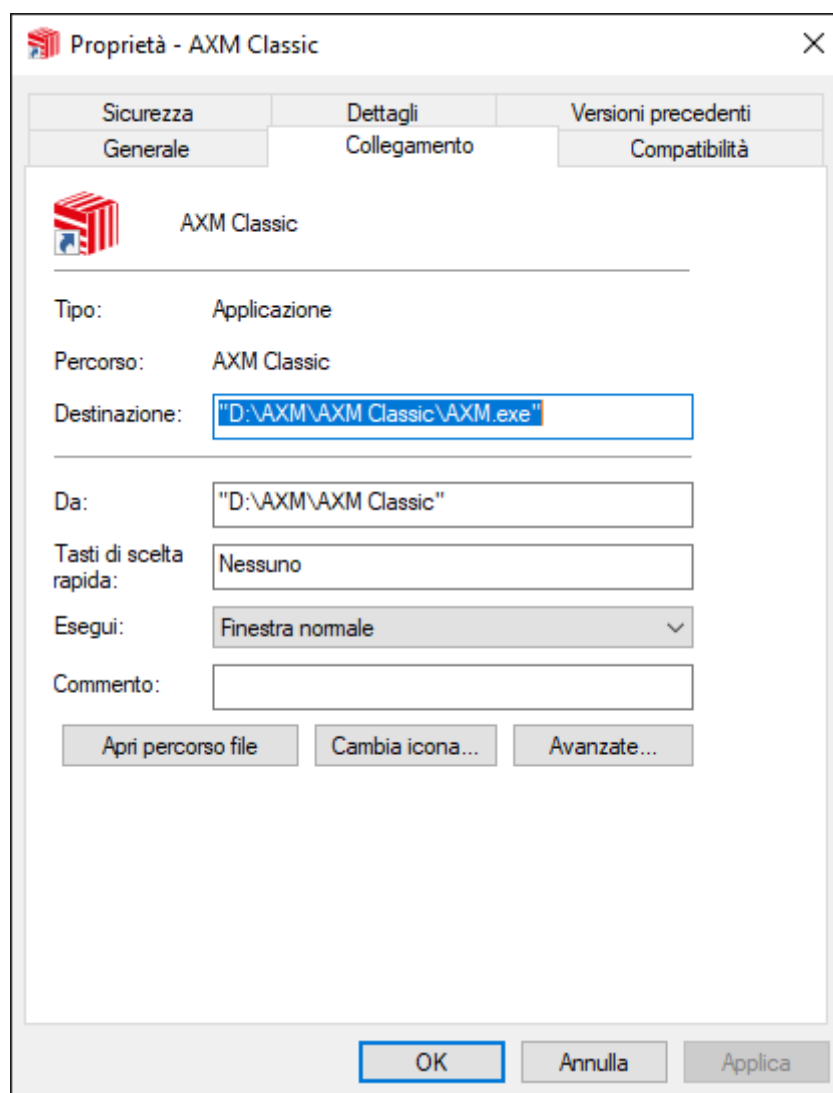 Proprietà - AXM Classic
Sicurezza Dettagli Versioni precedenti
Generale Collegamento Compatibilità
AXM Classic
Tipo: Applicazione
Percorso: AXM Classic
Destinazione: "D:\AXM\AXM Classic\AXM.exe"
Da: "D:\AXM\AXM Classic"
Tasti di scelta
rapida: Nessuno
Esegui: Finestra normale
Commento:
Apri percorso file Cambia icona... Avanzate...
OK Annulla Applica